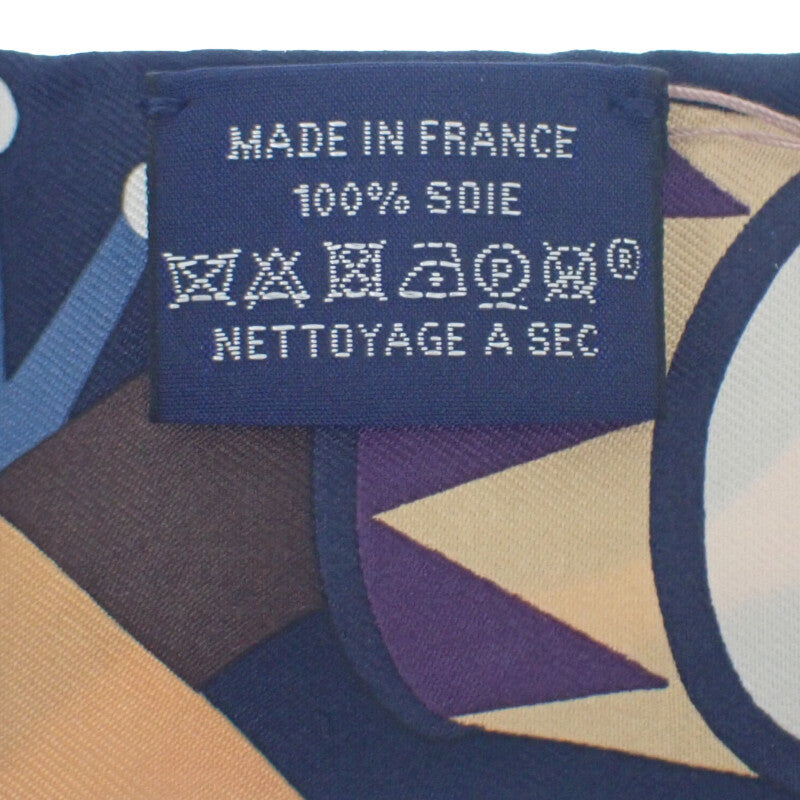 MADE IN FRANCE
100% SOIE
P W ®
NETTOYAGE A SEC